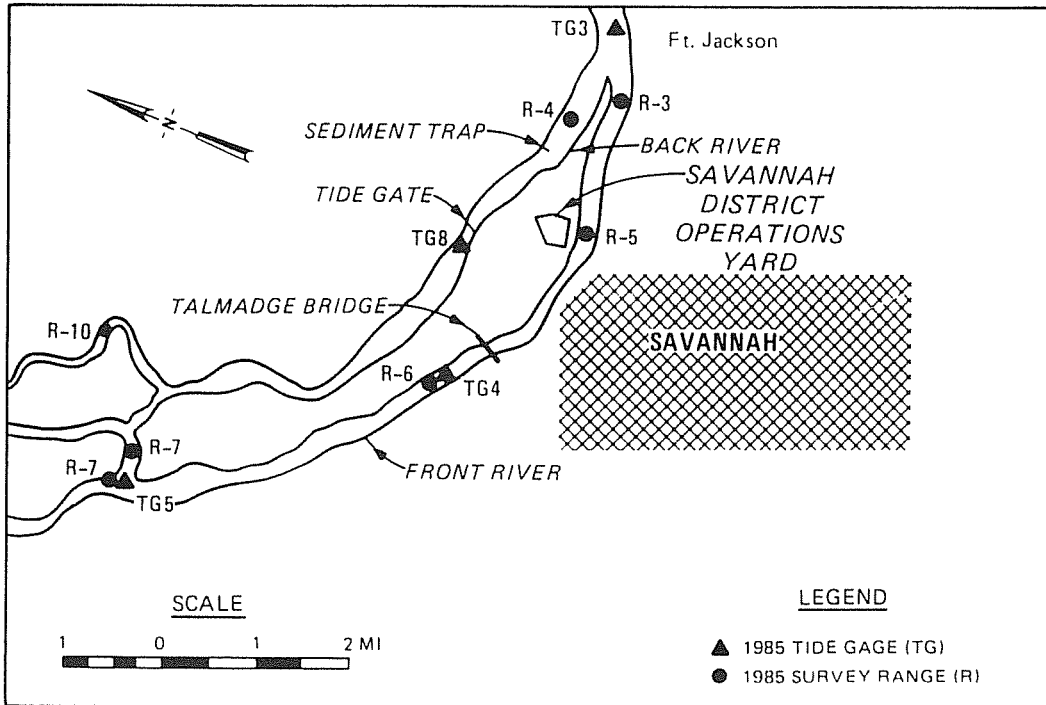 TG3
Ft. Jackson
N
R-4
R-3
SEDIMENT TRAP
BACK RIVER
SAVANNAH
DISTRICT
OPERATIONS
YARD
TIDE GATE
TG8
R-5
TALMADGE BRIDGE
R-10
SAVANNAH
R-6
TG4
R-7
R-7
FRONT RIVER
TG5
SCALE
1 0 1 2 MI
LEGEND
1985 TIDE GAGE (TG)
1985 SURVEY RANGE (R)